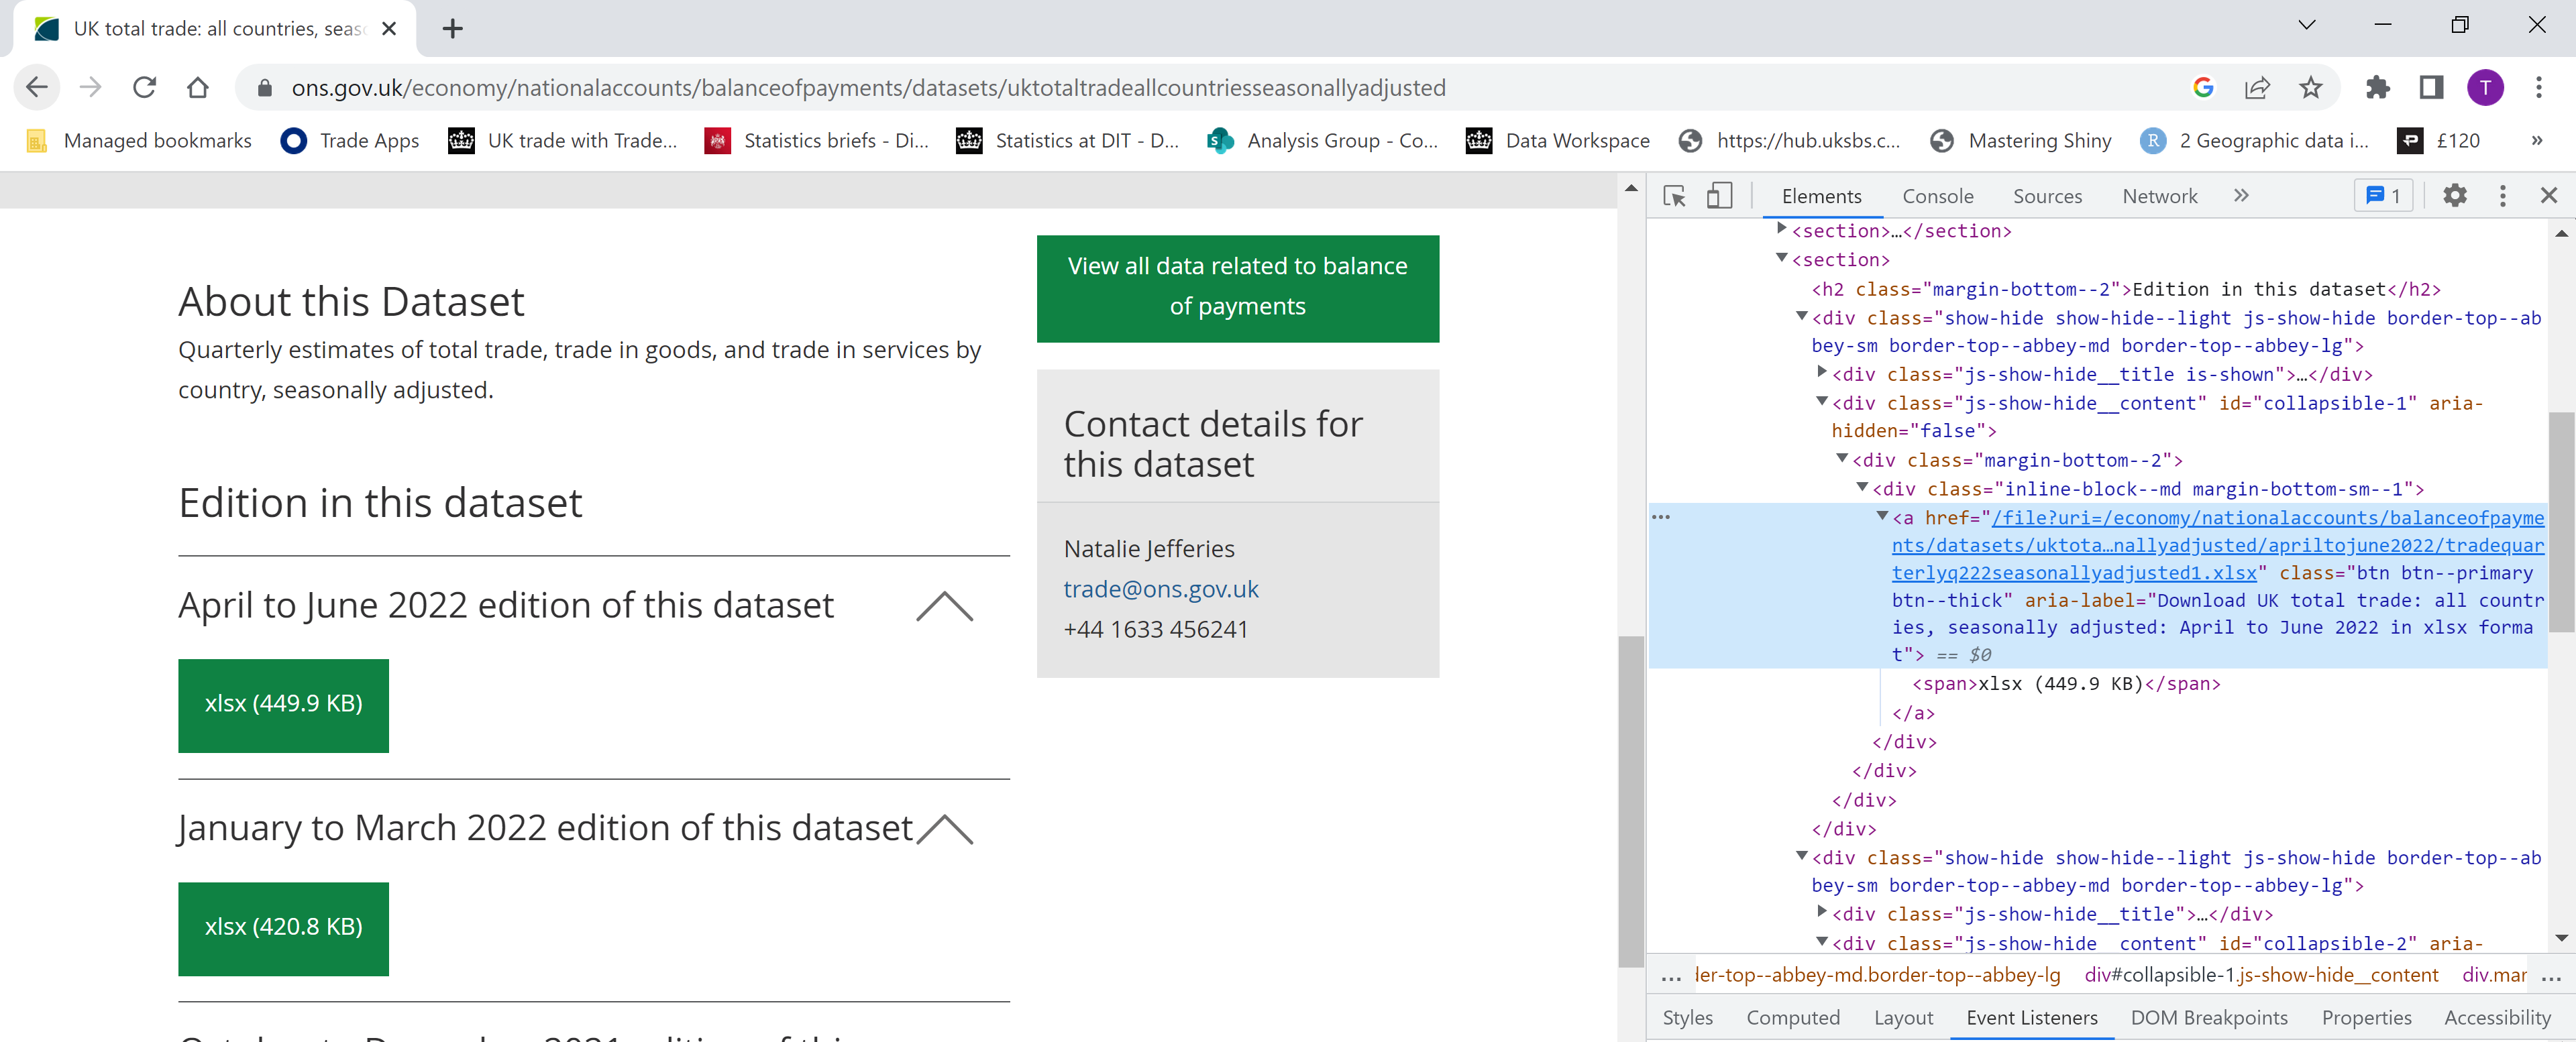 UK total trade: all countries, seaso
ons.gov.uk/economy/nationalaccounts/balanceofpayments/datasets/uktotaltradeallcountriesseasonallyadjusted
T
Managed bookmarks
Trade Apps
UK trade with Trade...
Statistics briefs - Di...
Statistics at DIT - D...
Analysis Group - Co...
Data Workspace
https://hub.uksbs.c...
Mastering Shiny
R 2 Geographic data i...
£120
»
About this Dataset
Quarterly estimates of total trade, trade in goods, and trade in services by
country, seasonally adjusted.
Edition in this dataset
April to June 2022 edition of this dataset
xlsx (449.9 KB)
January to March 2022 edition of this dataset
xlsx (420.8 KB)
View all data related to balance
of payments
Contact details for
this dataset
Natalie Jefferies
trade@ons.gov.uk
+44 1633 456241
Elements Console Sources Network » 1
<section>…</section>
<section>
<h2 class="margin-bottom--2">Edition in this dataset</h2>
<div class="show-hide show-hide--light js-show-hide border-top--ab
bey-sm border-top--abbey-md border-top--abbey-lg">
<div class="js-show-hide__title is-shown">…</div>
<div class="js-show-hide__content" id="collapsible-1" aria-
hidden="false">
<div class="margin-bottom--2">
<div class="inline-block--md margin-bottom-sm--1">
<a href="/file?uri=/economy/nationalaccounts/balanceofpayme
nts/datasets/uktota…nallyadjusted/apriltojune2022/tradequar
terlyq222seasonallyadjusted1.xlsx" class="btn btn--primary
btn--thick" aria-label="Download UK total trade: all countr
ies, seasonally adjusted: April to June 2022 in xlsx forma
t"> == $0
<span>xlsx (449.9 KB)</span>
</a>
</div>
</div>
</div>
</div>
<div class="show-hide show-hide--light js-show-hide border-top--ab
bey-sm border-top--abbey-md border-top--abbey-lg">
<div class="js-show-hide__title">…</div>
<div class="js-show-hide__content" id="collapsible-2" aria-
... der-top--abbey-md.border-top--abbey-lg div#collapsible-1.js-show-hide__content div.mar ...
Styles Computed Layout Event Listeners DOM Breakpoints Properties Accessibility